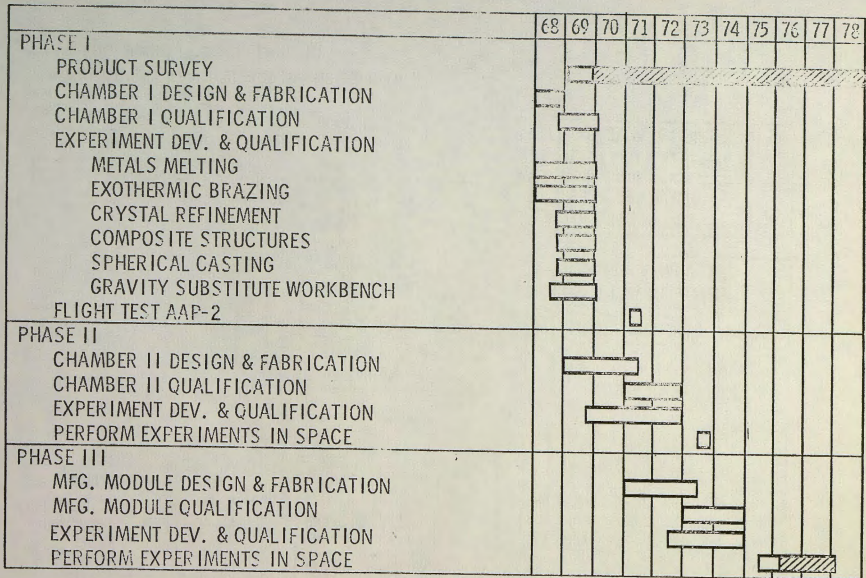 68 69 70 71 72 73 74 75 76 77 78
PHASE I
PRODUCT SURVEY
CHAMBER I DESIGN & FABRICATION
CHAMBER I QUALIFICATION
EXPERIMENT DEV. & QUALIFICATION
METALS MELTING
EXOTHERMIC BRAZING
CRYSTAL REFINEMENT
COMPOSITE STRUCTURES
SPHERICAL CASTING
GRAVITY SUBSTITUTE WORKBENCH
FLIGHT TEST AAP-2
PHASE II
CHAMBER II DESIGN & FABRICATION
CHAMBER II QUALIFICATION
EXPERIMENT DEV. & QUALIFICATION
PERFORM EXPERIMENTS IN SPACE
PHASE III
MFG. MODULE DESIGN & FABRICATION
MFG. MODULE QUALIFICATION
EXPERIMENT DEV. & QUALIFICATION
PERFORM EXPERIMENTS IN SPACE